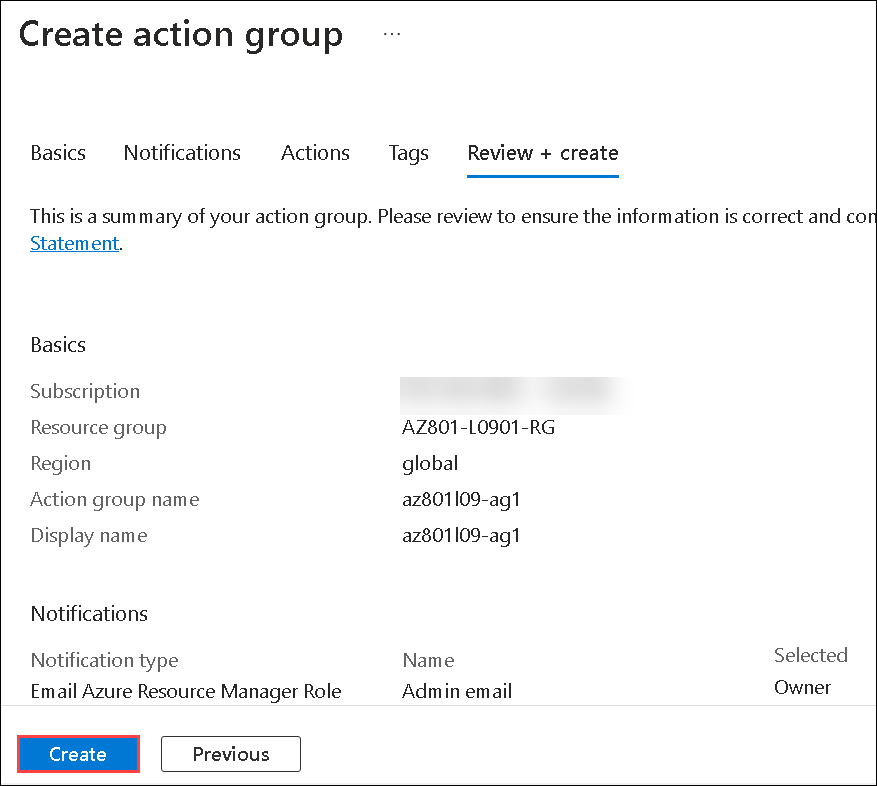 Create action group ...
Basics Notifications Actions Tags Review + create
This is a summary of your action group. Please review to ensure the information is correct and con
Statement.
Basics
Subscription
Resource group AZ801-L0901-RG
Region global
Action group name az801l09-ag1
Display name az801l09-ag1
Notifications
Notification type Name Selected
Email Azure Resource Manager Role Admin email Owner
Create Previous